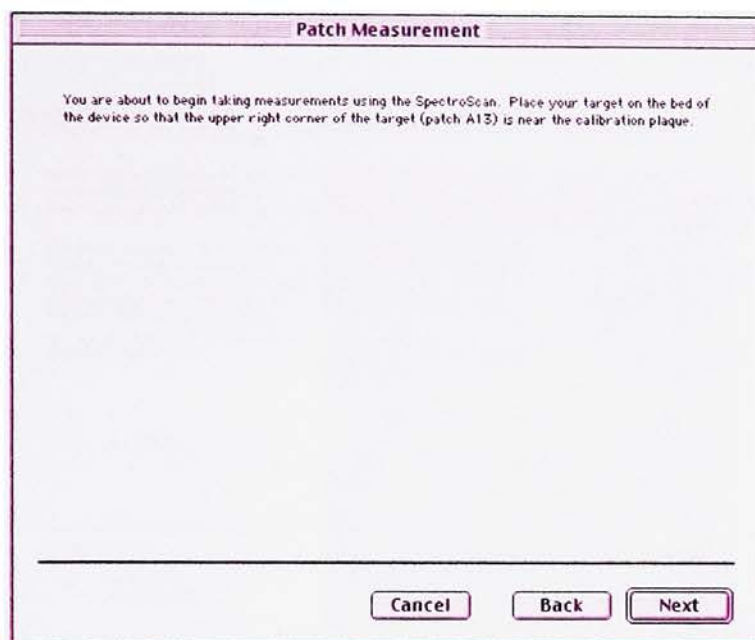 Patch Measurement
You are about to begin taking measurements using the SpectroScan. Place your target on the bed of
the device so that the upper right corner of the target (patch A13) is near the calibration plaque.
Cancel
Back
Next